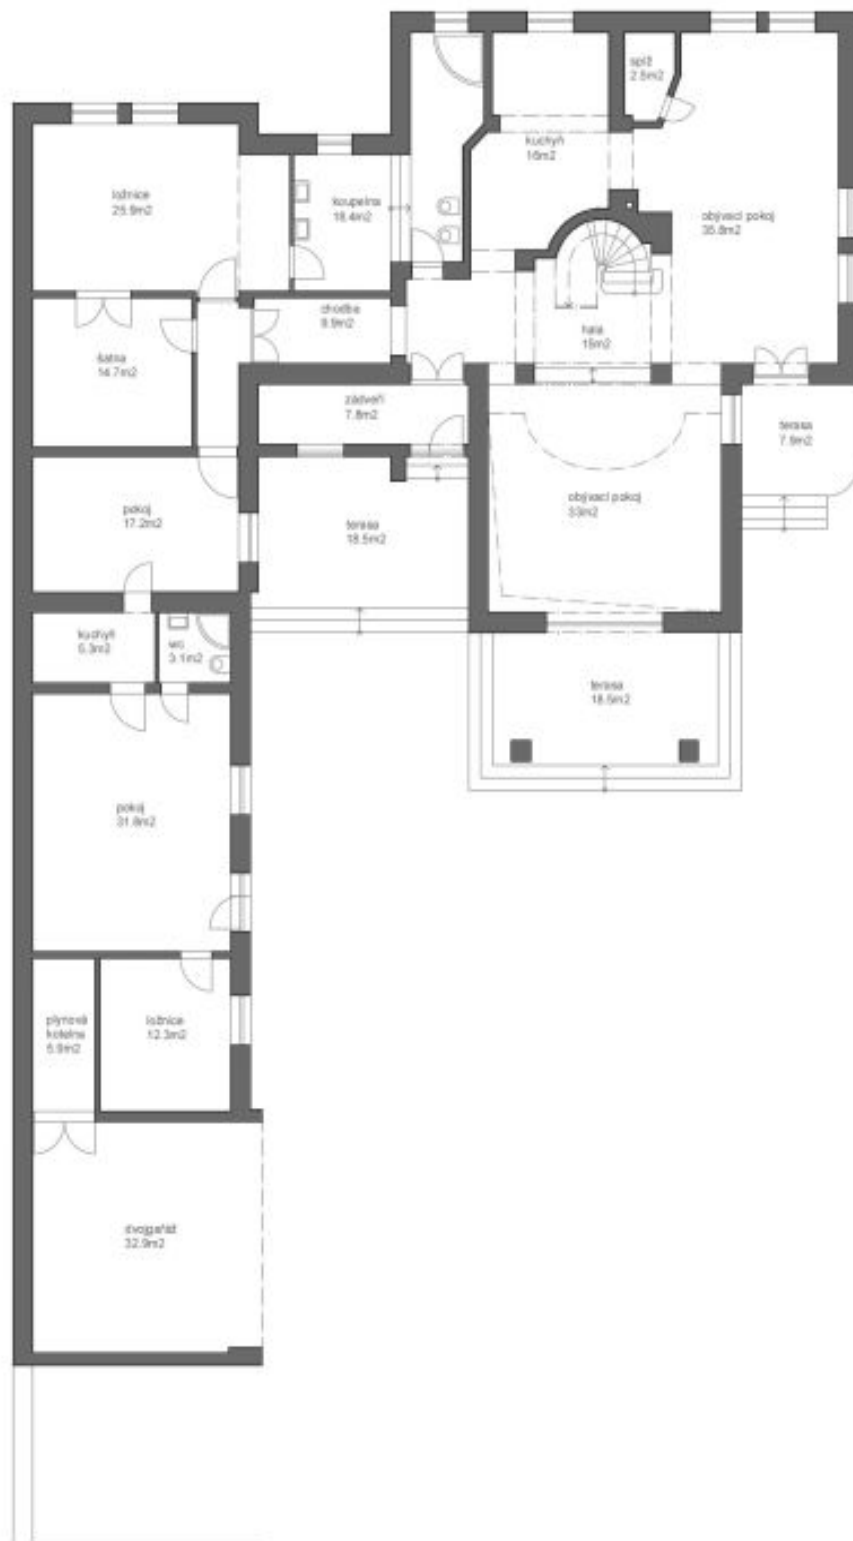 spíž
2.5m2
kuchyň
16m2
ložnice
25.9m2
koupelna
18.4m2
obývací pokoj
35.8m2
chodba
9.9m2
hala
15m2
šatna
14.7m2
zádveří
7.8m2
terasa
7.9m2
pokoj
17.2m2
terasa
18.5m2
obývací pokoj
33m2
kuchyň
5.3m2
wc
3.1m2
terasa
18.5m2
pokoj
31.8m2
plynová
kotelna
5.9m2
ložnice
12.3m2
dvojgaráž
32.9m2